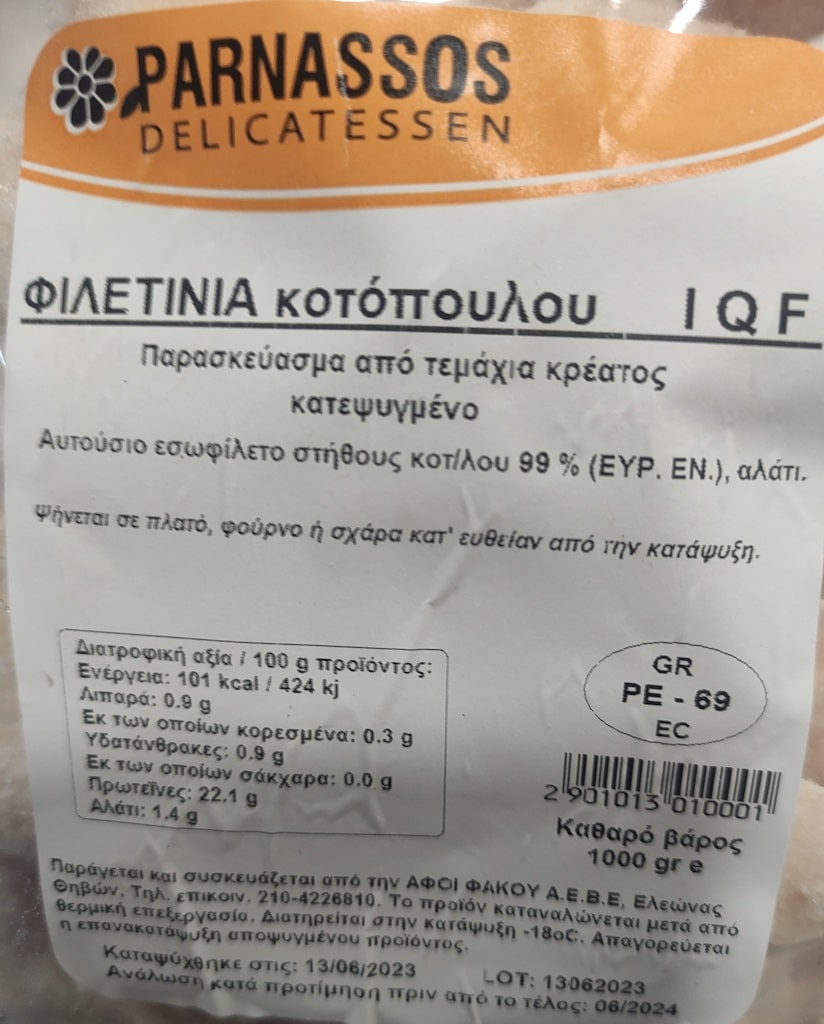 PARNASSOS
DELICATESSEN
ΦΙΛΕΤΙΝΙΑ κοτόπουλου I Q F
Παρασκεύασμα από τεμάχια κρέατος
κατεψυγμένο
Αυτούσιο εσωφίλετο στήθους κοτ/λου 99 % (ΕΥΡ. ΕΝ.), αλάτι.
Ψήνεται σε πλατό, φούρνο ή σχάρα κατ' ευθείαν από την κατάψυξη.
Διατροφική αξία / 100 g προϊόντος:
Ενέργεια: 101 kcal / 424 kj
Λιπαρά: 0.9 g
Εκ των οποίων κορεσμένα: 0.3 g
Υδατάνθρακες: 0.9 g
Εκ των οποίων σάκχαρα: 0.0 g
Πρωτεΐνες: 22.1 g
Αλάτι: 1.4 g
GR
PE - 69
EC
2 901013 010001
Καθαρό βάρος
1000 gr e
Παράγεται και συσκευάζεται από την ΑΦΟΙ ΦΑΚΟΥ Α.Ε.Β.Ε, Ελεώνας
Θηβών, Τηλ. επικοιν. 210-4226810. Το προϊόν καταναλώνεται μετά από
θερμική επεξεργασία. Διατηρείται στην κατάψυξη -18οC. Απαγορεύεται
η επανακατάψυξη αποψυγμένου προϊόντος.
Καταψύχθηκε στις: 13/06/2023 LOT: 13062023
Ανάλωση κατά προτίμηση πριν από το τέλος: 06/2024